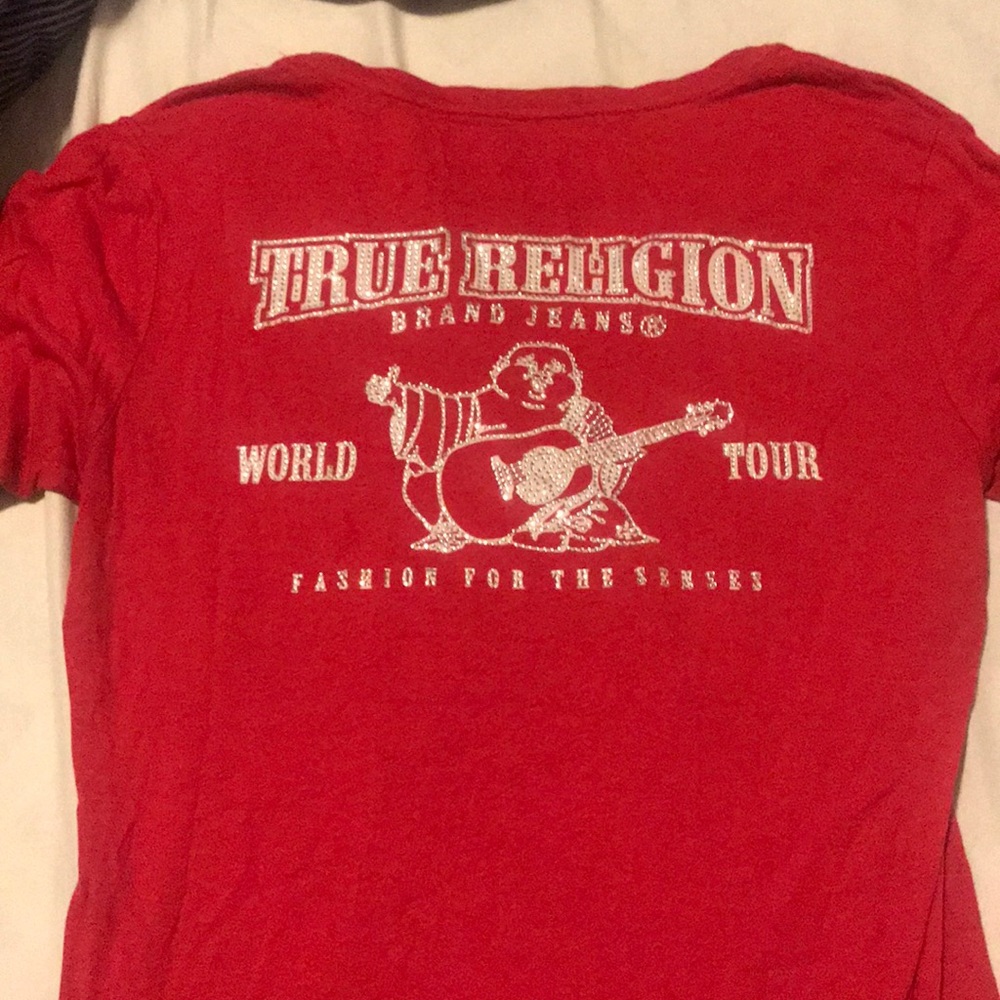 TRUE RELIGION
BRAND JEANS®
WORLD TOUR
FASHION FOR THE SENSES